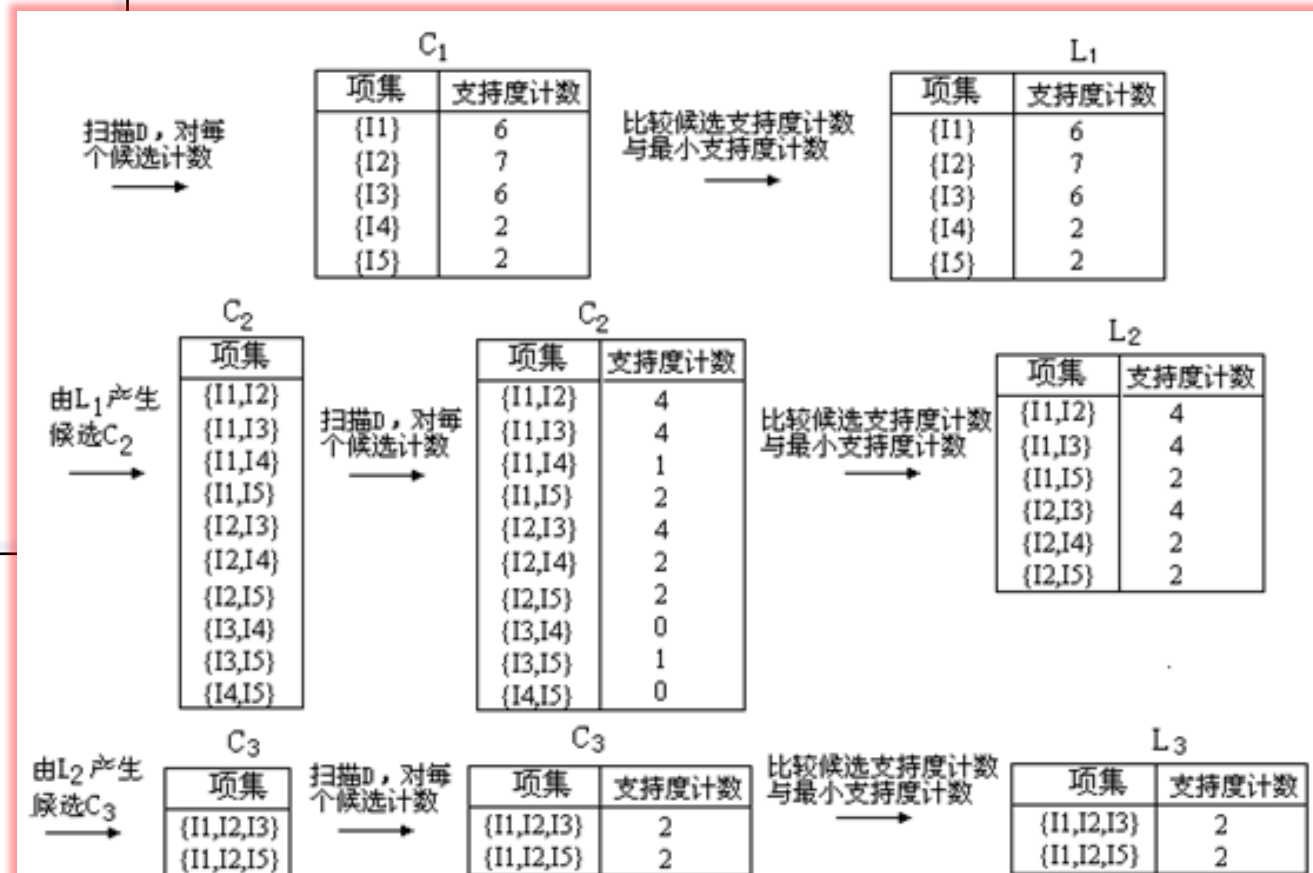 C1
项集 支持度计数
{I1} 6
{I2} 7
{I3} 6
{I4} 2
{I5} 2
扫描D，对每
个候选计数
比较候选支持度计数
与最小支持度计数
L1
项集 支持度计数
{I1} 6
{I2} 7
{I3} 6
{I4} 2
{I5} 2
由L1产生
候选C2
C2
项集
{I1,I2}
{I1,I3}
{I1,I4}
{I1,I5}
{I2,I3}
{I2,I4}
{I2,I5}
{I3,I4}
{I3,I5}
{I4,I5}
扫描D，对每
个候选计数
C2
项集 支持度计数
{I1,I2} 4
{I1,I3} 4
{I1,I4} 1
{I1,I5} 2
{I2,I3} 4
{I2,I4} 2
{I2,I5} 2
{I3,I4} 0
{I3,I5} 1
{I4,I5} 0
比较候选支持度计数
与最小支持度计数
L2
项集 支持度计数
{I1,I2} 4
{I1,I3} 4
{I1,I5} 2
{I2,I3} 4
{I2,I4} 2
{I2,I5} 2
由L2产生
候选C3
C3
项集
{I1,I2,I3}
{I1,I2,I5}
扫描D，对每
个候选计数
C3
项集 支持度计数
{I1,I2,I3} 2
{I1,I2,I5} 2
比较候选支持度计数
与最小支持度计数
L3
项集 支持度计数
{I1,I2,I3} 2
{I1,I2,I5} 2